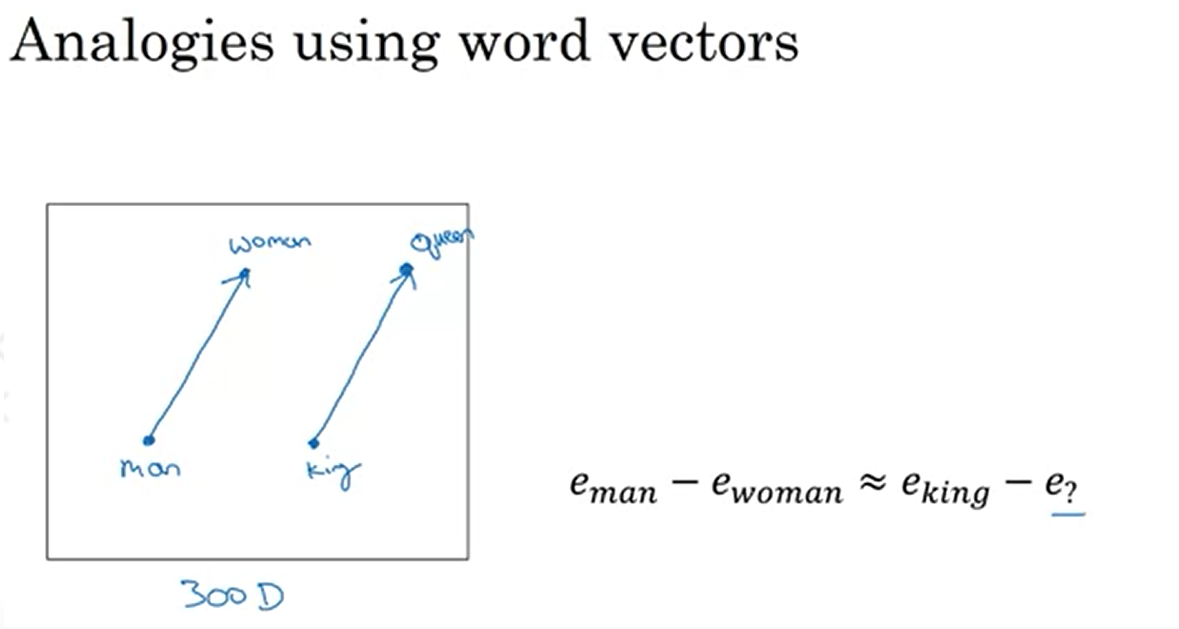 Analogies using word vectors
woman
Queen
man
king
e_man − e_woman ≈ e_king − e_?
300 D